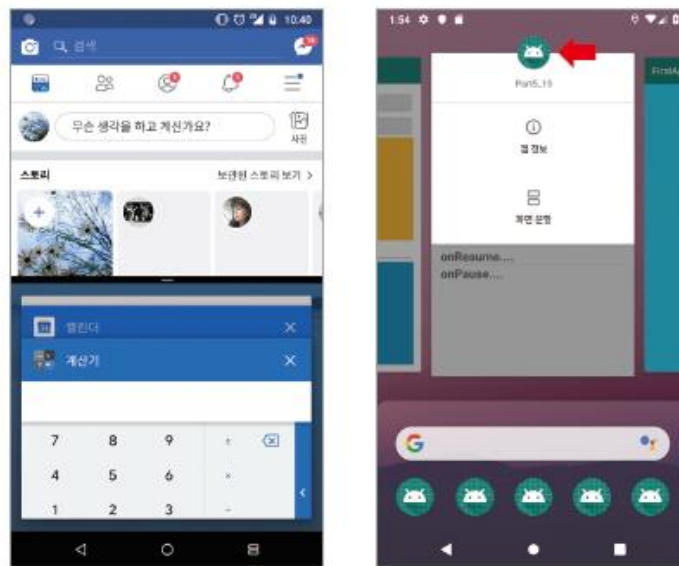 10:40
검색
무슨 생각을 하고 계신가요?
사진
스토리
보관된 스토리 보기 >
캘린더
계산기
7 8 9 ÷
4 5 6 ×
1 2 3 -
1:54
Part5_15
앱 정보
화면 분할
onResume....
onPause....
G